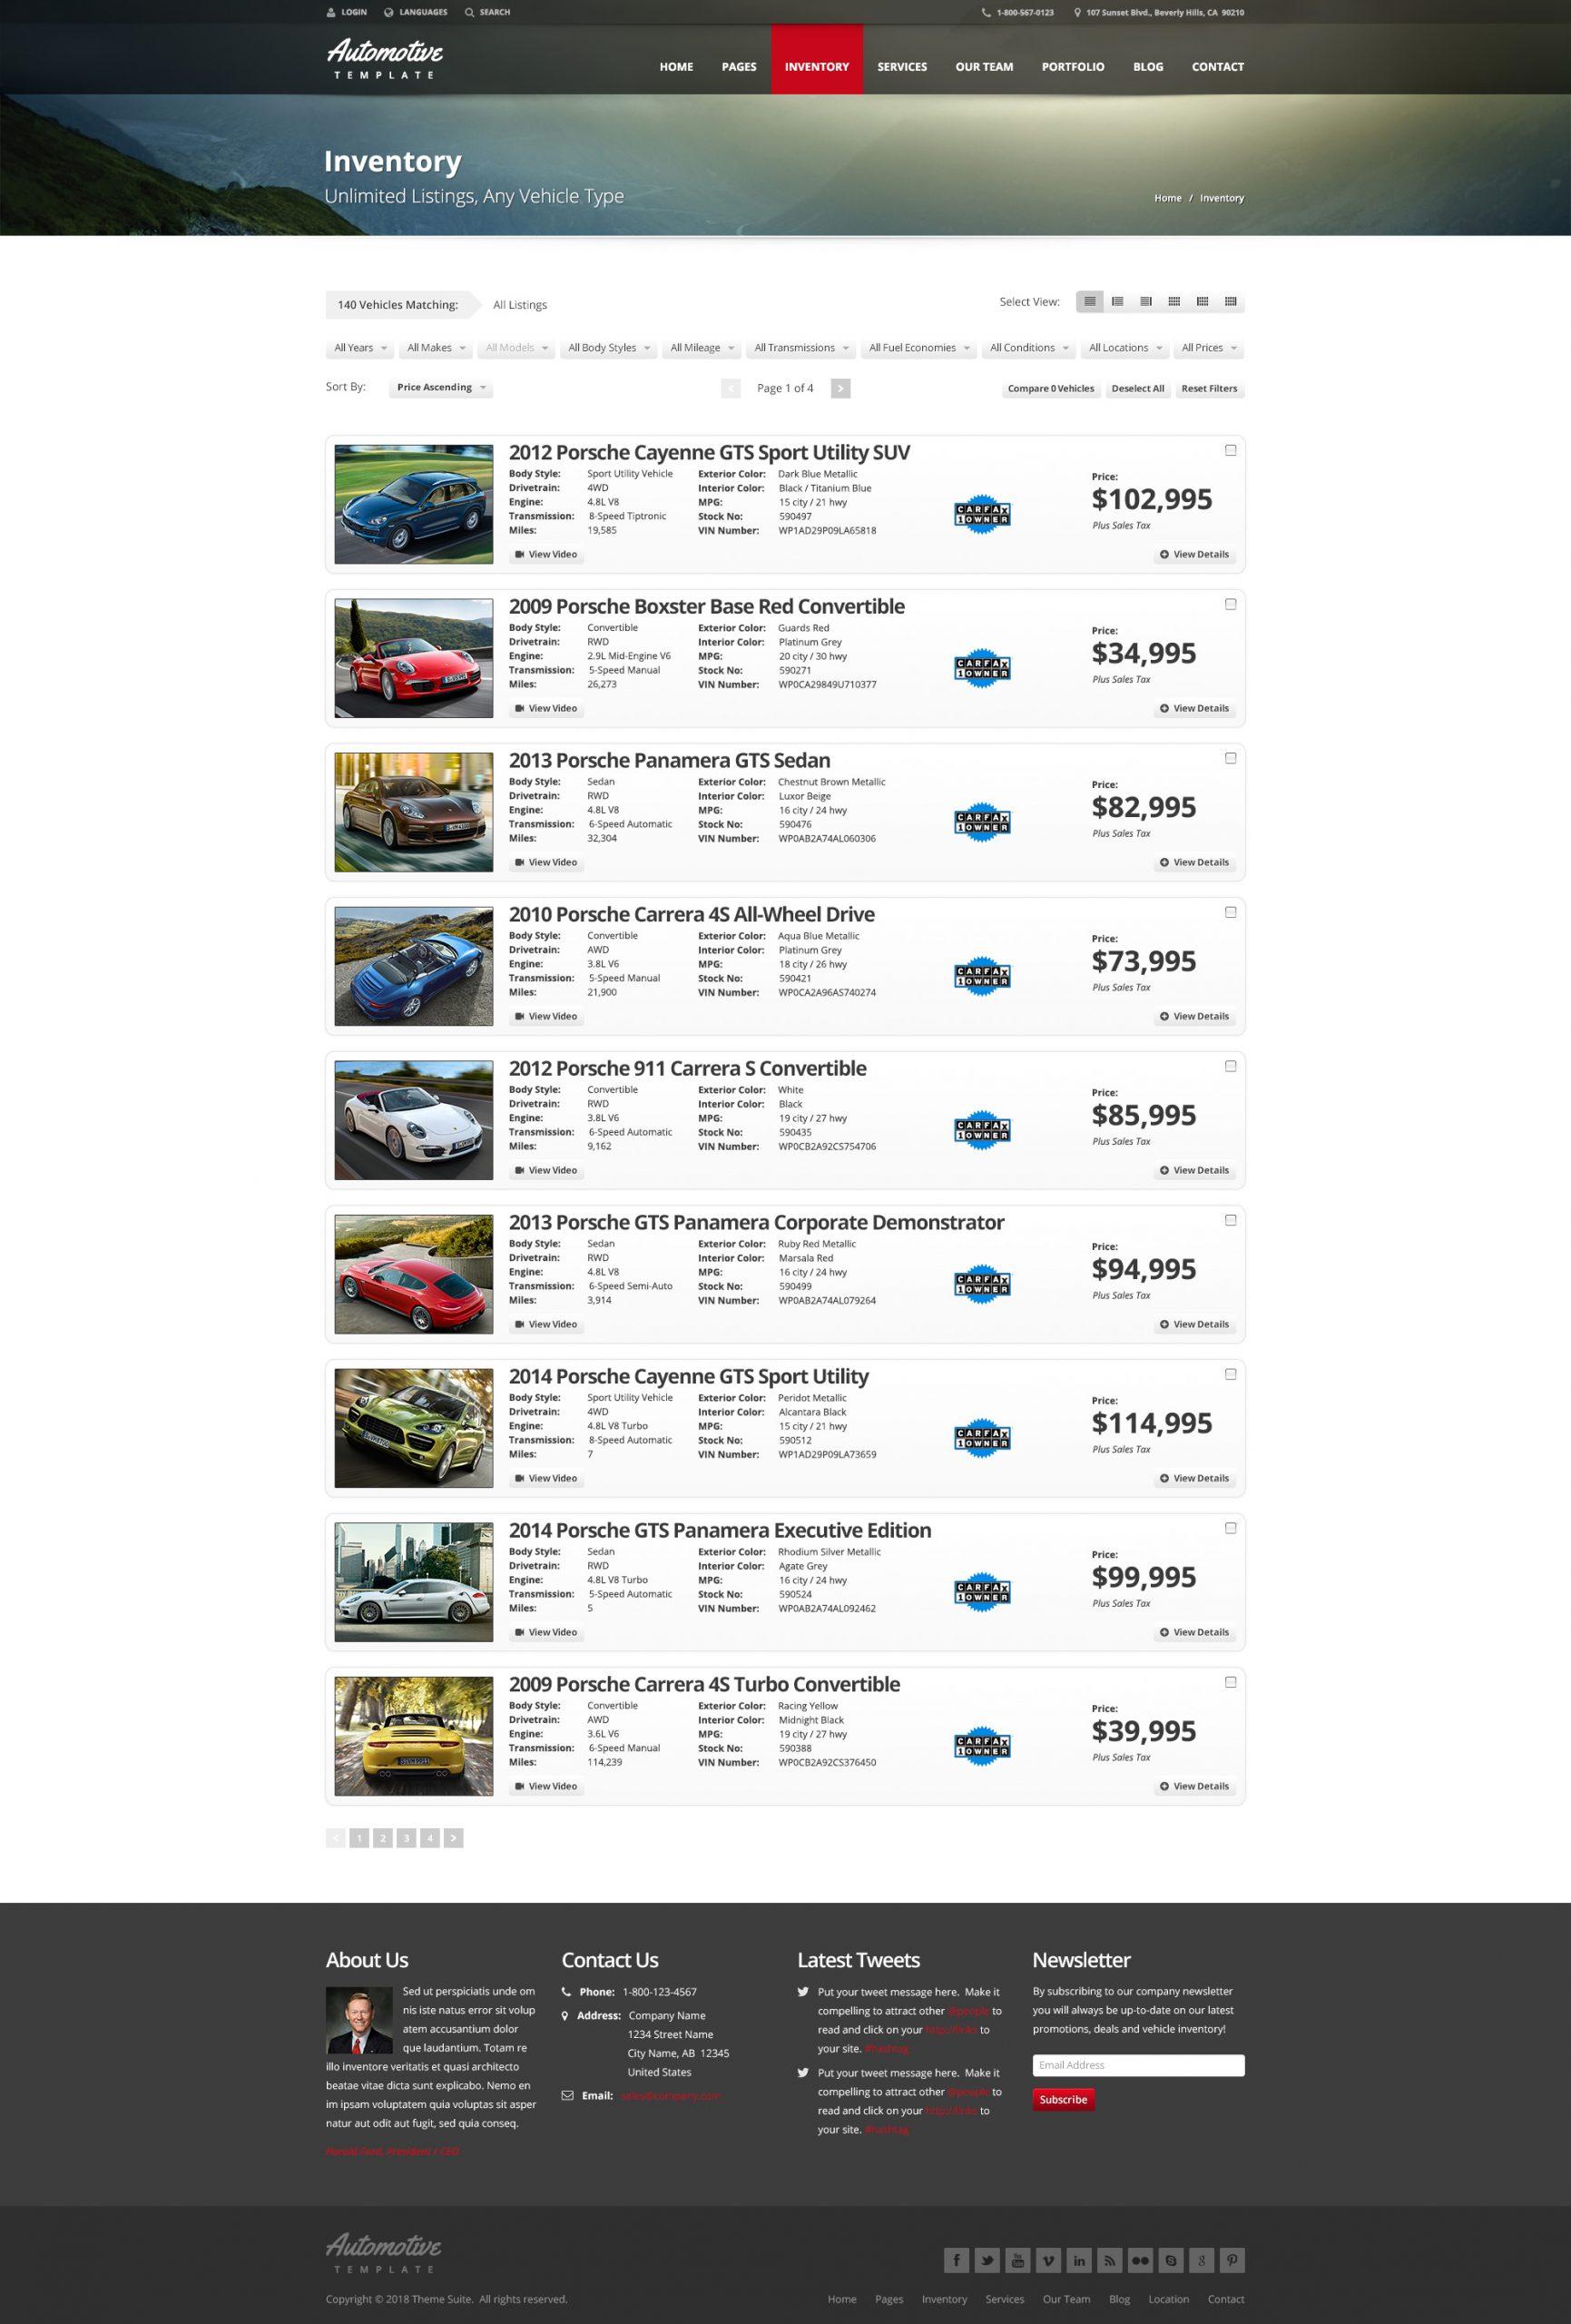 LOGIN LANGUAGES SEARCH 1-800-567-0123 107 Sunset Blvd., Beverly Hills, CA 90210
Automotive
TEMPLATE
HOME PAGES INVENTORY SERVICES OUR TEAM PORTFOLIO BLOG CONTACT
Inventory
Unlimited Listings, Any Vehicle Type
Home / Inventory
140 Vehicles Matching: All Listings Select View:
All Years All Makes All Models All Body Styles All Mileage All Transmissions All Fuel Economies All Conditions All Locations All Prices
Sort By: Price Ascending < Page 1 of 4 > Compare 0 Vehicles Deselect All Reset Filters
2012 Porsche Cayenne GTS Sport Utility SUV
Body Style: Sport Utility Vehicle Exterior Color: Dark Blue Metallic
Drivetrain: 4WD Interior Color: Black / Titanium Blue
Engine: 4.8L V8 MPG: 15 city / 21 hwy
Transmission: 8-Speed Tiptronic Stock No: 590497
Miles: 19,585 VIN Number: WP1AD29P09LA65818
CARFAX
1OWNER
Price:
$102,995
Plus Sales Tax
View Video View Details
2009 Porsche Boxster Base Red Convertible
Body Style: Convertible Exterior Color: Guards Red
Drivetrain: RWD Interior Color: Platinum Grey
Engine: 2.9L Mid-Engine V6 MPG: 20 city / 30 hwy
Transmission: 5-Speed Manual Stock No: 590271
Miles: 26,273 VIN Number: WP0CA29849U710377
CARFAX
1OWNER
Price:
$34,995
Plus Sales Tax
View Video View Details
2013 Porsche Panamera GTS Sedan
Body Style: Sedan Exterior Color: Chestnut Brown Metallic
Drivetrain: RWD Interior Color: Luxor Beige
Engine: 4.8L V8 MPG: 16 city / 24 hwy
Transmission: 6-Speed Automatic Stock No: 590476
Miles: 32,304 VIN Number: WP0AB2A74AL060306
CARFAX
1OWNER
Price:
$82,995
Plus Sales Tax
View Video View Details
2010 Porsche Carrera 4S All-Wheel Drive
Body Style: Convertible Exterior Color: Aqua Blue Metallic
Drivetrain: AWD Interior Color: Platinum Grey
Engine: 3.8L V6 MPG: 18 city / 26 hwy
Transmission: 5-Speed Manual Stock No: 590421
Miles: 21,900 VIN Number: WP0CA2A96AS740274
CARFAX
1OWNER
Price:
$73,995
Plus Sales Tax
View Video View Details
2012 Porsche 911 Carrera S Convertible
Body Style: Convertible Exterior Color: White
Drivetrain: RWD Interior Color: Black
Engine: 3.8L V6 MPG: 19 city / 27 hwy
Transmission: 6-Speed Automatic Stock No: 590435
Miles: 9,162 VIN Number: WP0CB2A92CS754706
CARFAX
1OWNER
Price:
$85,995
Plus Sales Tax
View Video View Details
2013 Porsche GTS Panamera Corporate Demonstrator
Body Style: Sedan Exterior Color: Ruby Red Metallic
Drivetrain: RWD Interior Color: Marsala Red
Engine: 4.8L V8 MPG: 16 city / 24 hwy
Transmission: 6-Speed Semi-Auto Stock No: 590499
Miles: 3,914 VIN Number: WP0AB2A74AL079264
CARFAX
1OWNER
Price:
$94,995
Plus Sales Tax
View Video View Details
2014 Porsche Cayenne GTS Sport Utility
Body Style: Sport Utility Vehicle Exterior Color: Peridot Metallic
Drivetrain: 4WD Interior Color: Alcantara Black
Engine: 4.8L V8 Turbo MPG: 15 city / 21 hwy
Transmission: 8-Speed Automatic Stock No: 590512
Miles: 7 VIN Number: WP1AD29P09LA73659
CARFAX
1OWNER
Price:
$114,995
Plus Sales Tax
View Video View Details
2014 Porsche GTS Panamera Executive Edition
Body Style: Sedan Exterior Color: Rhodium Silver Metallic
Drivetrain: RWD Interior Color: Agate Grey
Engine: 4.8L V8 Turbo MPG: 16 city / 24 hwy
Transmission: 5-Speed Automatic Stock No: 590524
Miles: 5 VIN Number: WP0AB2A74AL092462
CARFAX
1OWNER
Price:
$99,995
Plus Sales Tax
View Video View Details
2009 Porsche Carrera 4S Turbo Convertible
Body Style: Convertible Exterior Color: Racing Yellow
Drivetrain: AWD Interior Color: Midnight Black
Engine: 3.6L V6 MPG: 19 city / 27 hwy
Transmission: 6-Speed Manual Stock No: 590388
Miles: 114,239 VIN Number: WP0CB2A92CS376450
CARFAX
1OWNER
Price:
$39,995
Plus Sales Tax
View Video View Details
< 1 2 3 4 >
About Us
Sed ut perspiciatis unde om
nis iste natus error sit volup
atem accusantium dolor
que laudantium. Totam re
illo inventore veritatis et quasi architecto
beatae vitae dicta sunt explicabo. Nemo en
im ipsam voluptatem quia voluptas sit asper
natur aut odit aut fugit, sed quia conseq.
Contact Us
Phone: 1-800-123-4567
Address: Company Name
1234 Street Name
City Name, AB 12345
United States
Email: sales@company.com
Latest Tweets
Put your tweet message here. Make it
compelling to attract other @people to
read and click on your http://links to
your site. #hashtag
Put your tweet message here. Make it
compelling to attract other @people to
read and click on your http://links to
your site. #hashtag
Newsletter
By subscribing to our company newsletter
you will always be up-to-date on our latest
promotions, deals and vehicle inventory!
Email Address
Subscribe
Automotive
TEMPLATE
Copyright © 2018 Theme Suite. All rights reserved.
Home Pages Inventory Services Our Team Blog Location Contact